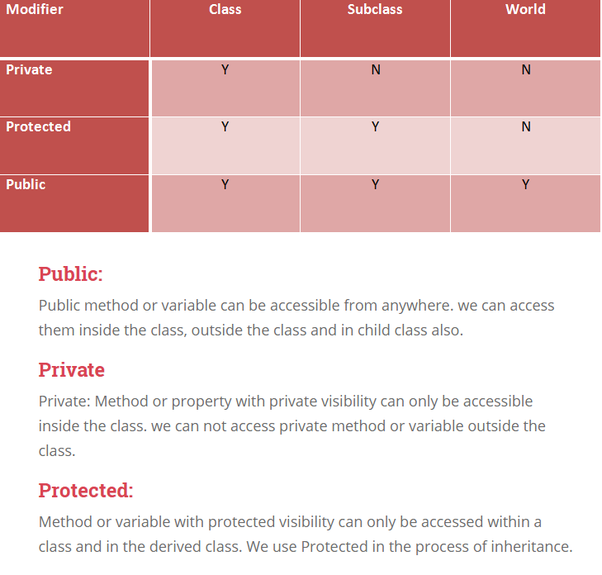 Modifier Class Subclass World
Private Y N N
Protected Y Y N
Public Y Y Y
Public:
Public method or variable can be accessible from anywhere. we can access
them inside the class, outside the class and in child class also.
Private
Private: Method or property with private visibility can only be accessible
inside the class. we can not access private method or variable outside the
class.
Protected:
Method or variable with protected visibility can only be accessed within a
class and in the derived class. We use Protected in the process of inheritance.